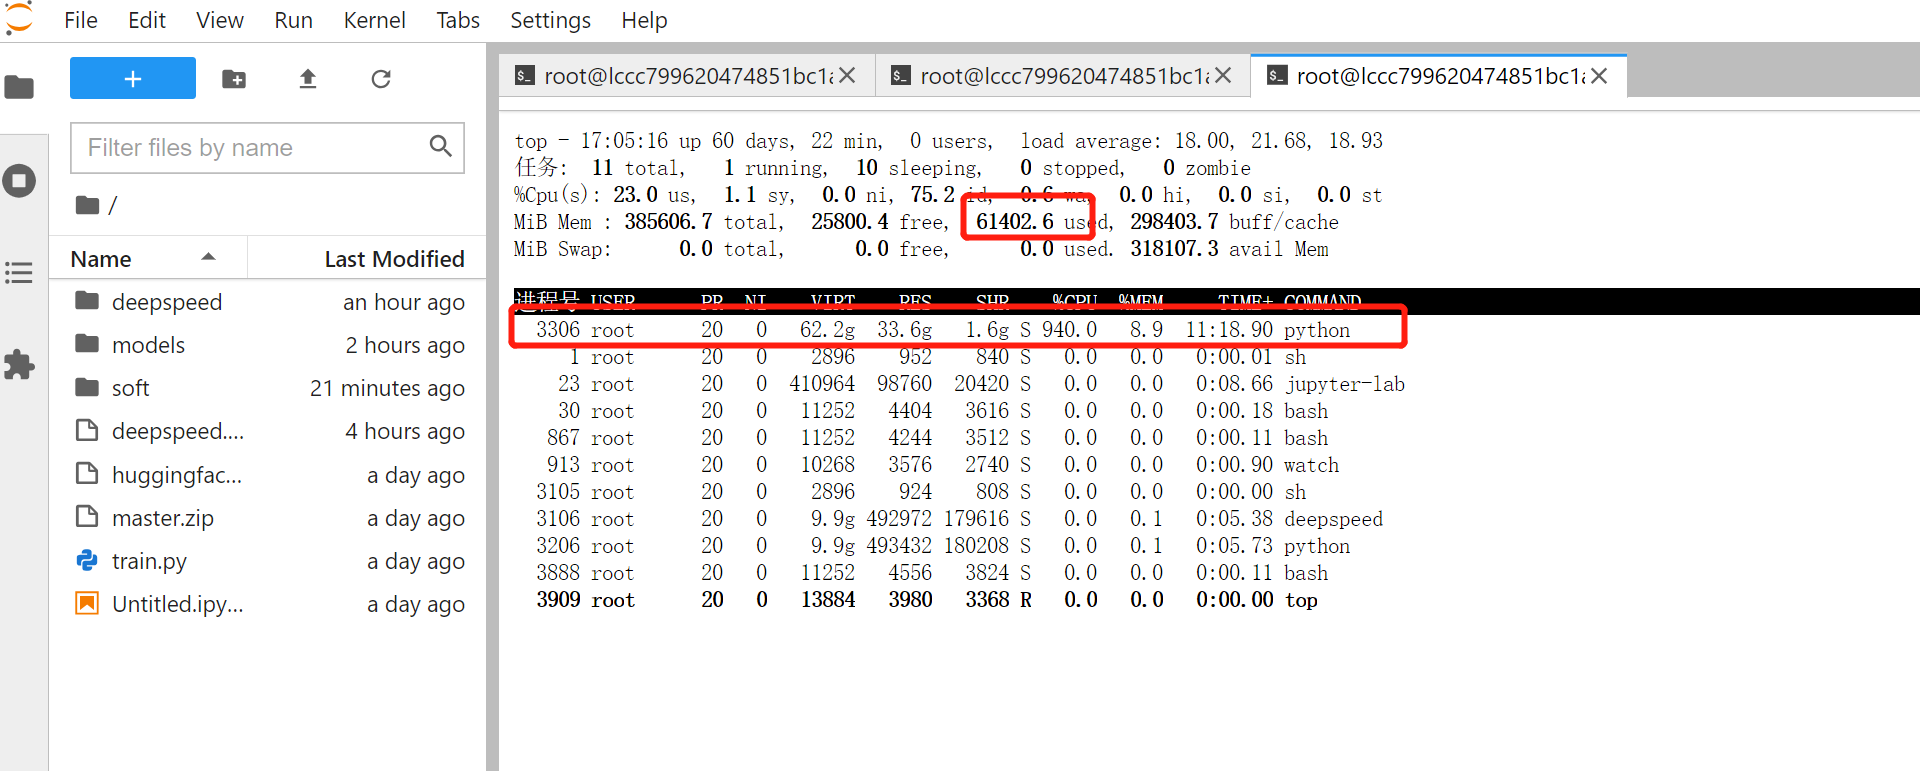 File Edit View Run Kernel Tabs Settings Help
+
Filter files by name
/
Name Last Modified
deepspeed an hour ago
models 2 hours ago
soft 21 minutes ago
deepspeed.... 4 hours ago
huggingfac... a day ago
master.zip a day ago
train.py a day ago
Untitled.ipy... a day ago
root@lccc799620474851bc1a root@lccc799620474851bc1a root@lccc799620474851bc1a
top - 17:05:16 up 60 days, 22 min, 0 users, load average: 18.00, 21.68, 18.93
任务: 11 total, 1 running, 10 sleeping, 0 stopped, 0 zombie
%Cpu(s): 23.0 us, 1.1 sy, 0.0 ni, 75.2 id, 0.6 wa, 0.0 hi, 0.0 si, 0.0 st
MiB Mem : 385606.7 total, 25800.4 free, 61402.6 used, 298403.7 buff/cache
MiB Swap: 0.0 total, 0.0 free, 0.0 used. 318107.3 avail Mem
进程号 USER PR NI VIRT RES SHR %CPU %MEM TIME+ COMMAND
3306 root 20 0 62.2g 33.6g 1.6g S 940.0 8.9 11:18.90 python
1 root 20 0 2896 952 840 S 0.0 0.0 0:00.01 sh
23 root 20 0 410964 98760 20420 S 0.0 0.0 0:08.66 jupyter-lab
30 root 20 0 11252 4404 3616 S 0.0 0.0 0:00.18 bash
867 root 20 0 11252 4244 3512 S 0.0 0.0 0:00.11 bash
913 root 20 0 10268 3576 2740 S 0.0 0.0 0:00.90 watch
3105 root 20 0 2896 924 808 S 0.0 0.0 0:00.00 sh
3106 root 20 0 9.9g 492972 179616 S 0.0 0.1 0:05.38 deepspeed
3206 root 20 0 9.9g 493432 180208 S 0.0 0.1 0:05.73 python
3888 root 20 0 11252 4556 3824 S 0.0 0.0 0:00.11 bash
3909 root 20 0 13884 3980 3368 R 0.0 0.0 0:00.00 top